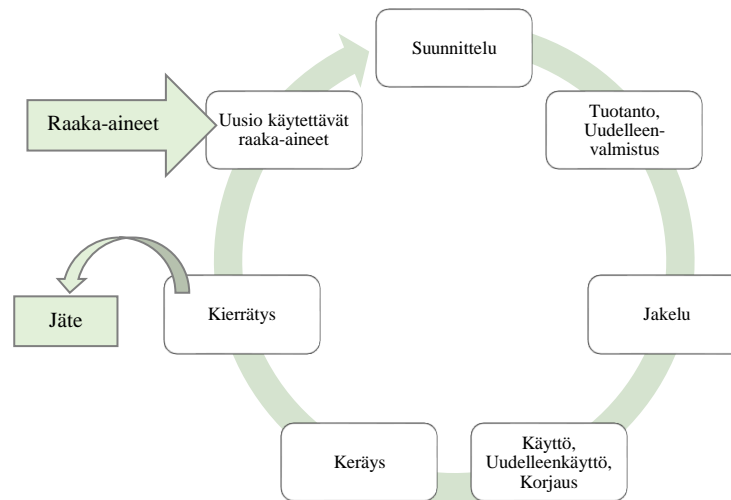 Suunnittelu
Tuotanto,
Uudelleen-
valmistus
Jakelu
Käyttö,
Uudelleenkäyttö,
Korjaus
Keräys
Kierrätys
Jäte
Uusio käytettävät
raaka-aineet
Raaka-aineet